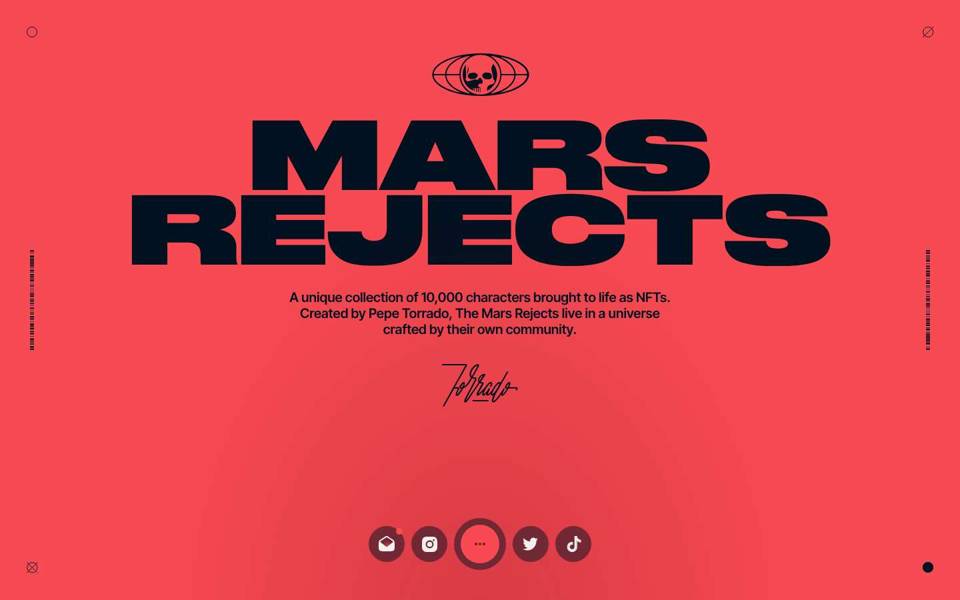 MARS
REJECTS
A unique collection of 10,000 characters brought to life as NFTs.
Created by Pepe Torrado, The Mars Rejects live in a universe
crafted by their own community.
Torrado